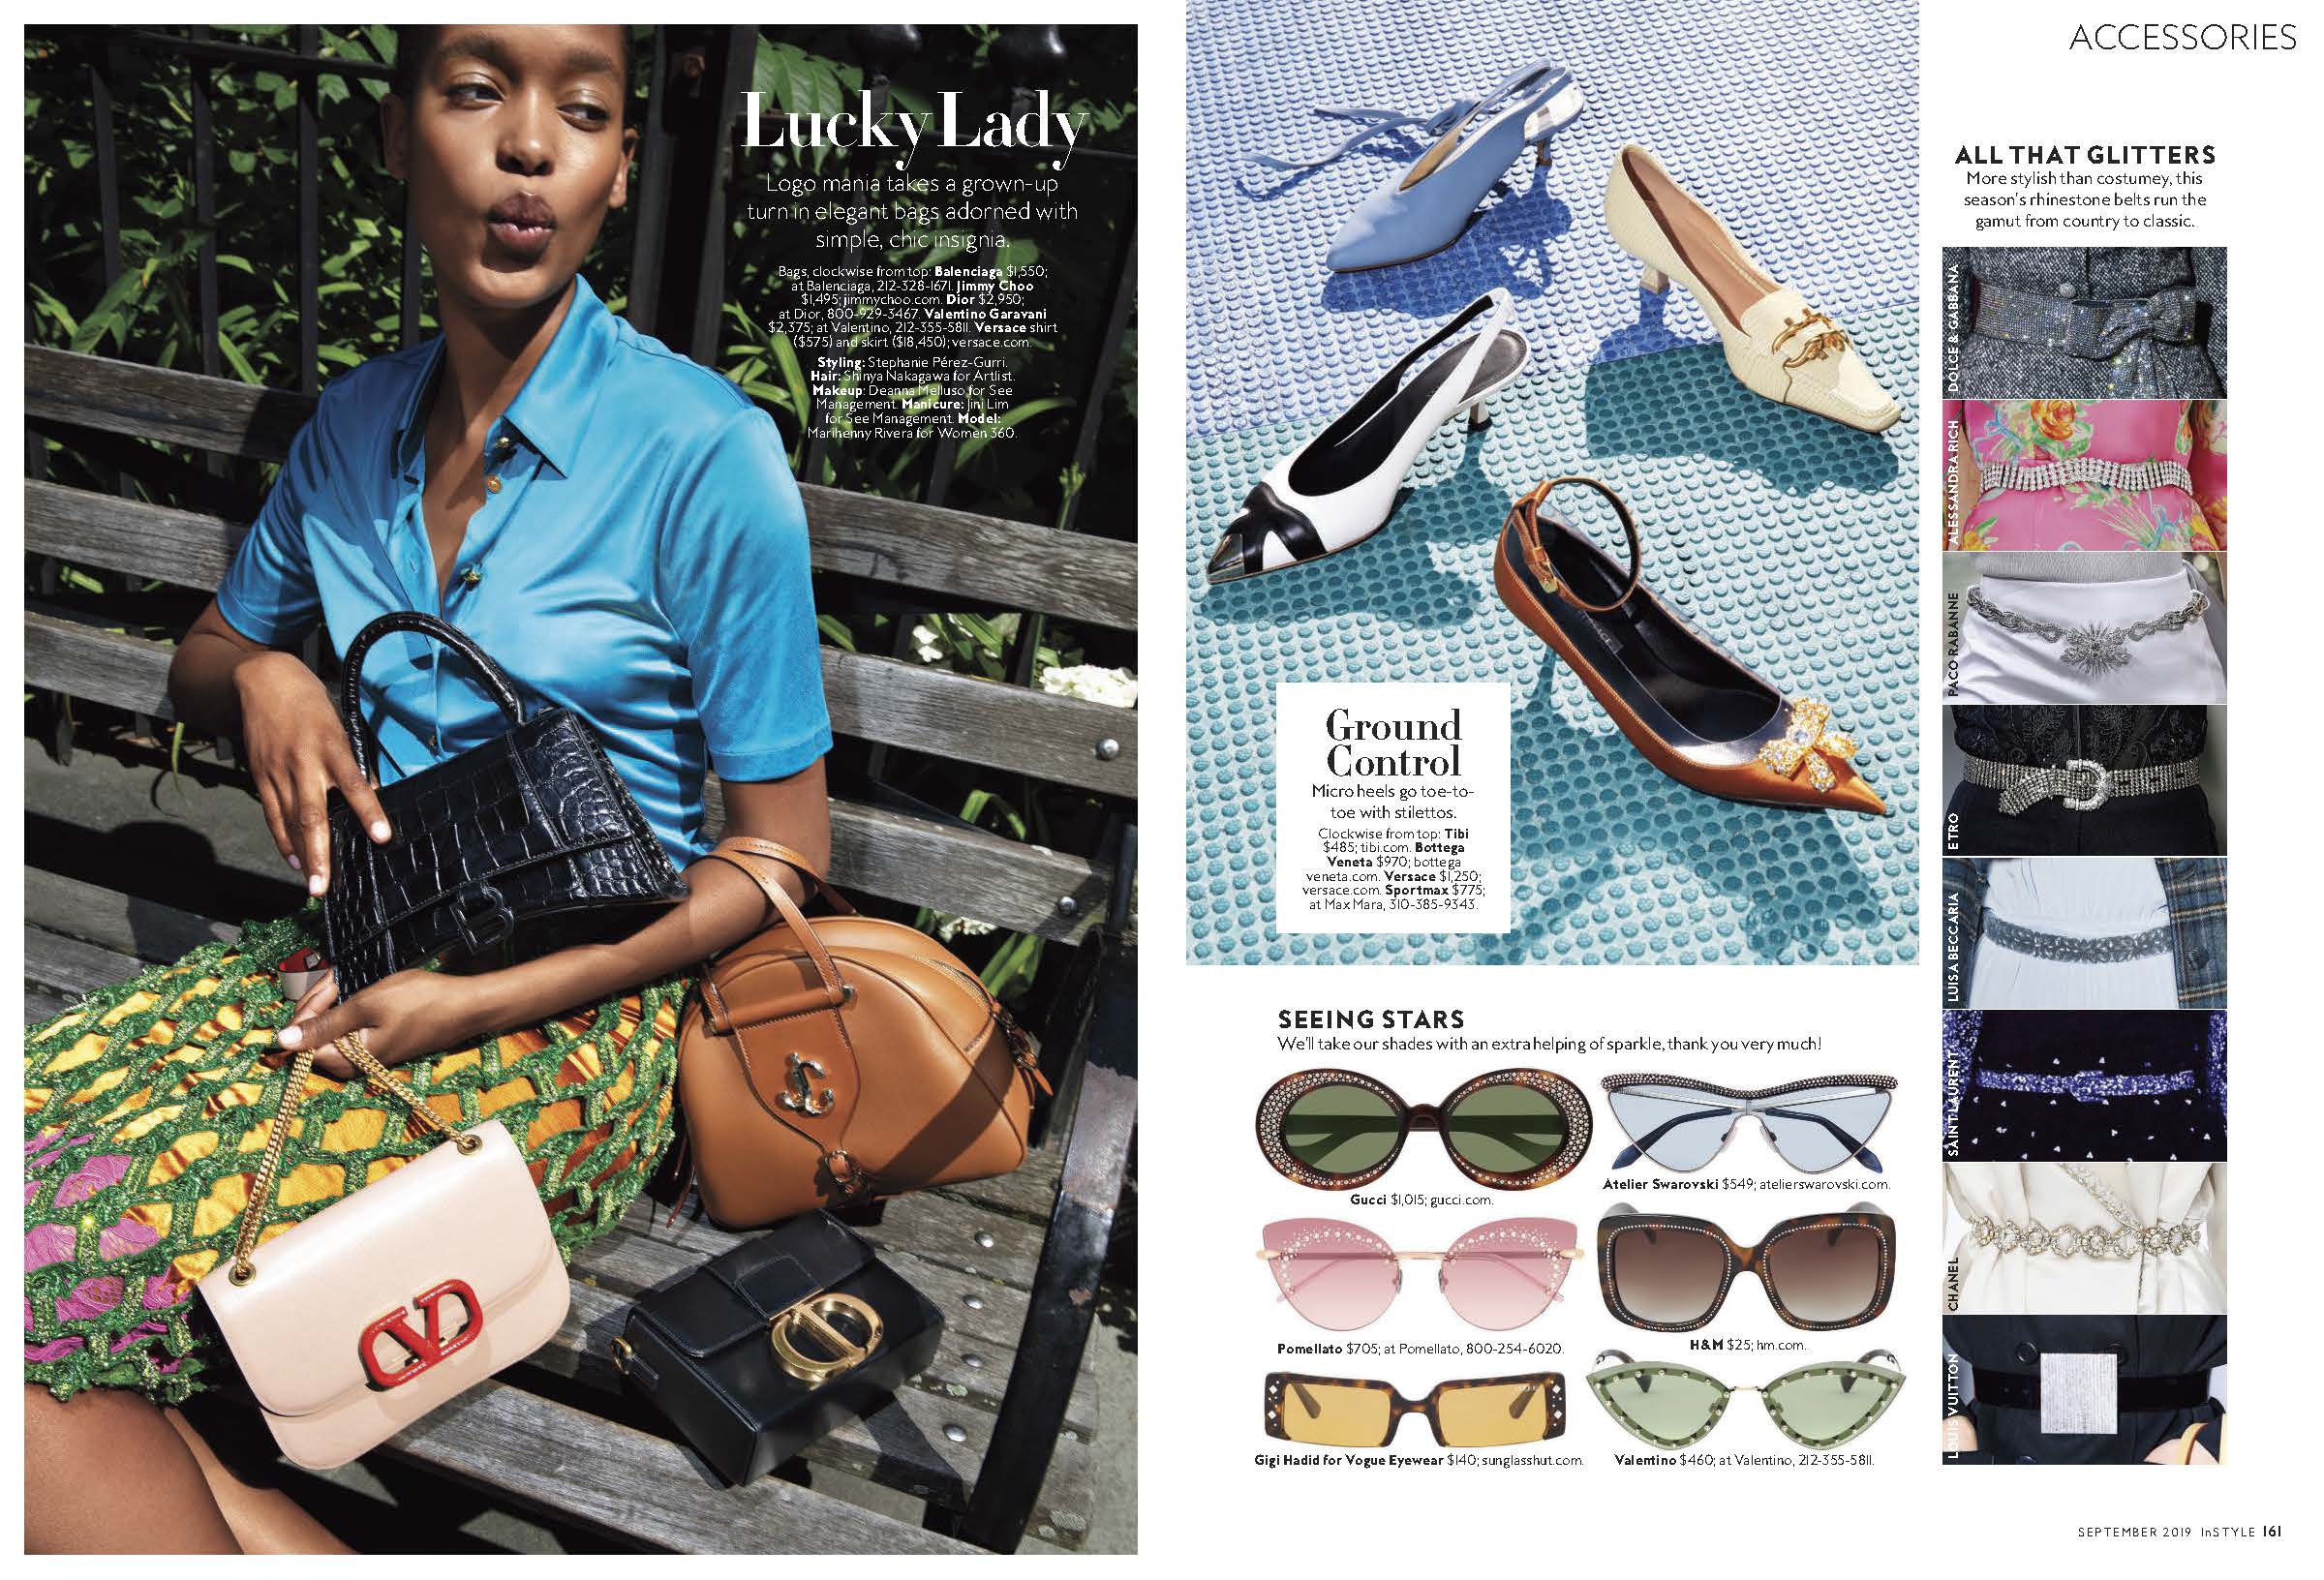 Lucky Lady
Logo mania takes a grown-up
turn in elegant bags adorned with
simple, chic insignia.
Bags, clockwise from top: Balenciaga $1,550;
at Balenciaga, 212-328-1671. Jimmy Choo
$1,495; jimmychoo.com. Dior $2,950;
at Dior, 800-929-3467. Valentino Garavani
$2,375; at Valentino, 212-355-5811. Versace shirt
($575) and skirt ($18,450); versace.com.
Styling: Stephanie Pérez-Gurri.
Hair: Shinya Nakagawa for Artlist.
Makeup: Deanna Melluso for See
Management. Manicure: Jini Lim
for See Management. Model:
Marihenny Rivera for Women 360.
B
JC
V
CD
Ground
Control
Micro heels go toe-to-
toe with stilettos.
Clockwise from top: Tibi
$485; tibi.com. Bottega
Veneta $970; bottega
veneta.com. Versace $1,250;
versace.com. Sportmax $775;
at Max Mara, 310-385-9343.
SEEING STARS
We'll take our shades with an extra helping of sparkle, thank you very much!
Gucci $1,015; gucci.com.
Atelier Swarovski $549; atelierswarovski.com.
Pomellato $705; at Pomellato, 800-254-6020.
H&M $25; hm.com.
Gigi Hadid for Vogue Eyewear $140; sunglasshut.com.
Valentino $460; at Valentino, 212-355-5811.
ACCESSORIES
ALL THAT GLITTERS
More stylish than costumey, this
season's rhinestone belts run the
gamut from country to classic.
DOLCE & GABBANA
ALESSANDRA RICH
PACO RABANNE
ETRO
LUISA BECCARIA
SAINT LAURENT
CHANEL
LOUIS VUITTON
SEPTEMBER 2019 InSTYLE 161